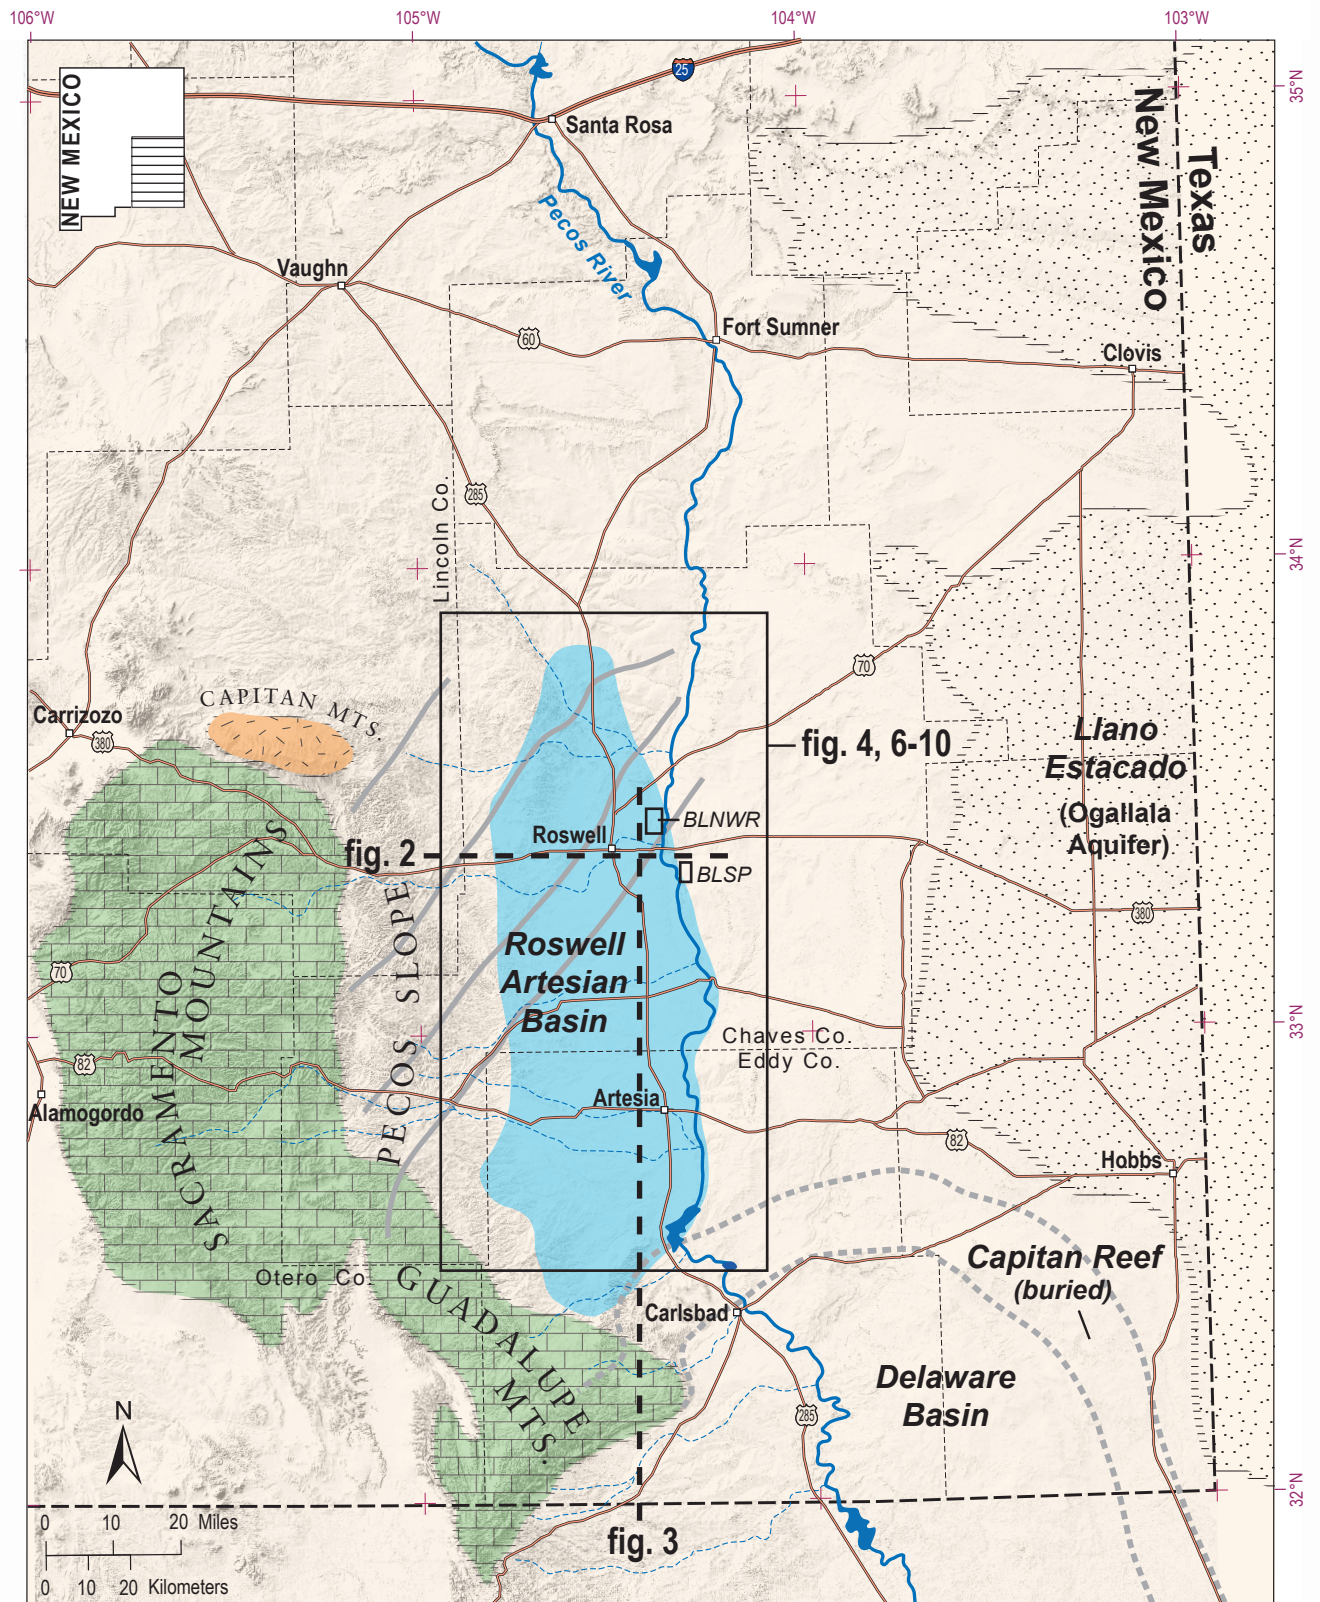 106°W
105°W
104°W
103°W
35°N
34°N
33°N
32°N
NEW MEXICO
25
Santa Rosa
Pecos River
New Mexico
Texas
Vaughn
60
Fort Sumner
Clovis
285
Lincoln Co.
70
CAPITAN MTS
Carrizozo
380
fig. 4, 6-10
Llano
Estacado
(Ogallala
Aquifer)
BLNWR
Roswell
fig. 2
BLSP
380
SACRAMENTO
MOUNTAINS
PECOS SLOPE
Roswell
Artesian
Basin
70
Chaves Co.
Eddy Co.
82
Alamogordo
Artesia
82
Hobbs
Otero Co.
GUADALUPE
MTS.
Capitan Reef
(buried)
Carlsbad
Delaware
Basin
285
N
0 10 20 Miles
0 10 20 Kilometers
fig. 3